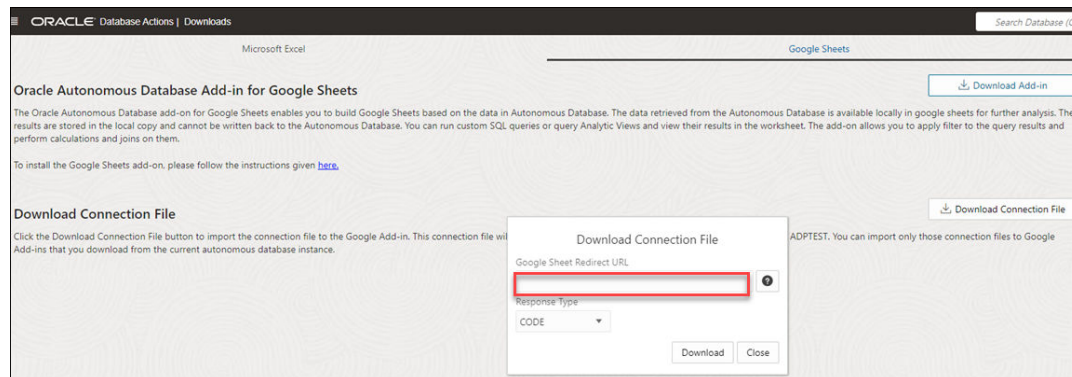 ORACLE Database Actions | Downloads
Search Database (
Microsoft Excel
Google Sheets
Oracle Autonomous Database Add-in for Google Sheets
Download Add-in
The Oracle Autonomous Database add-on for Google Sheets enables you to build Google Sheets based on the data in Autonomous Database. The data retrieved from the Autonomous Database is available locally in google sheets for further analysis. The
results are stored in the local copy and cannot be written back to the Autonomous Database. You can run custom SQL queries or query Analytic Views and view their results in the worksheet. The add-on allows you to apply filter to the query results and
perform calculations and joins on them.
To install the Google Sheets add-on, please follow the instructions given here.
Download Connection File
Download Connection File
Click the Download Connection File button to import the connection file to the Google Add-in. This connection file wil
ADPTEST. You can import only those connection files to Google
Add-ins that you download from the current autonomous database instance.
Download Connection File
Google Sheet Redirect URL
?
Response Type
CODE
Download Close